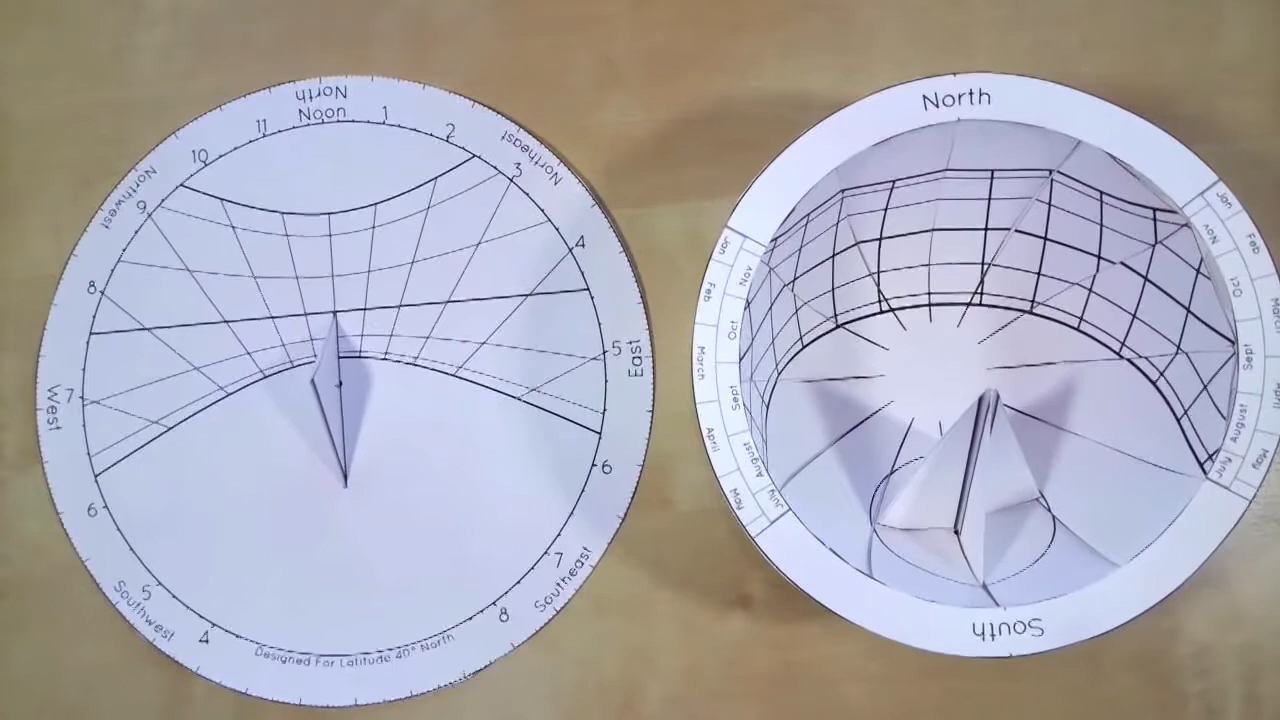 North
Noon
1
2
3
4
5
6
7
8
11
10
9
8
7
6
5
4
Northeast
East
Southeast
Southwest
West
Northwest
Designed For Latitude 40° North
North
South
Jan
Feb
March
April
May
Nov
Oct
Sept
August
July
Jan
Feb
March
April
May
Nov
Oct
Sept
August
July